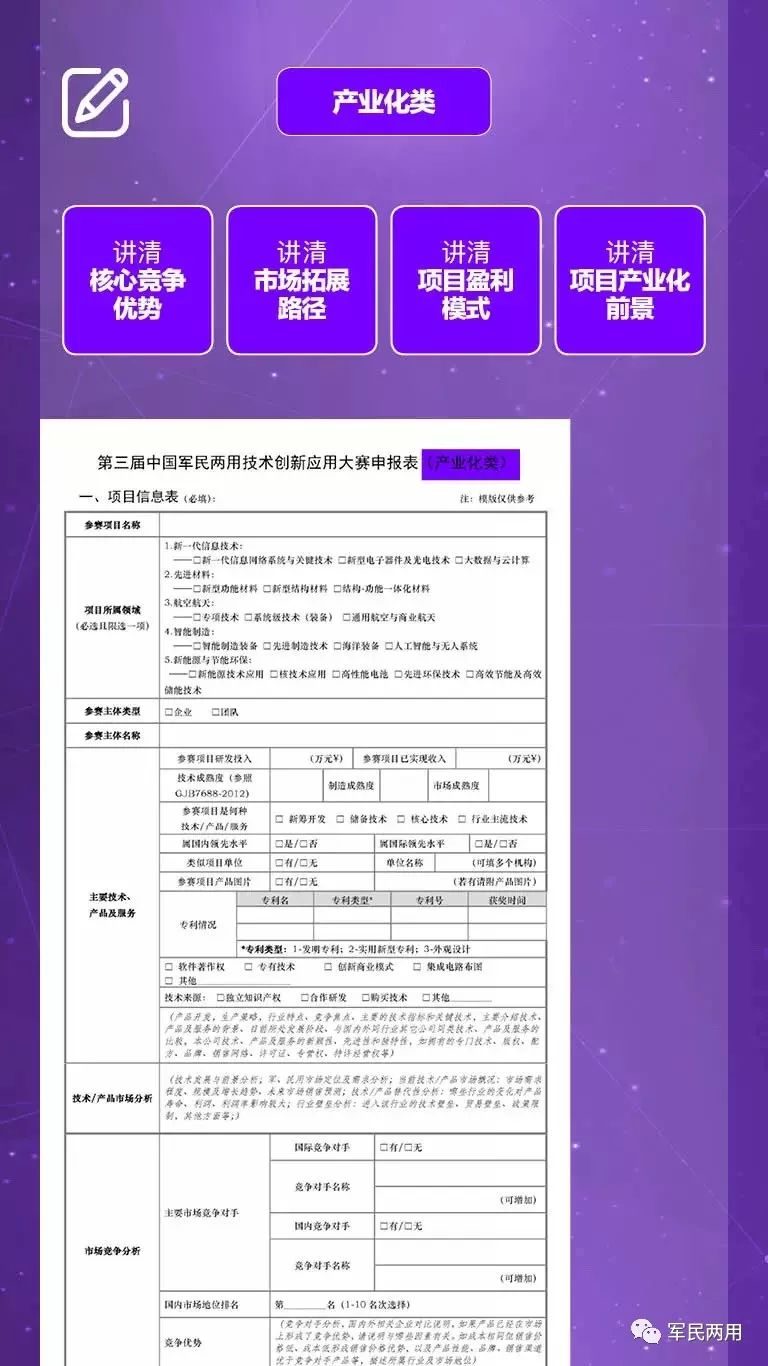 产业化类
讲清
核心竞争
优势
讲清
市场拓展
路径
讲清
项目盈利
模式
讲清
项目产业化
前景
第三届中国军民两用技术创新应用大赛申报表（产业化类）
一、项目信息表（必填）：
注：模版仅供参考
参赛项目名称
项目所属领域
（必选且限选一项）
1.新一代信息技术：
——□新一代信息网络系统与关键技术 □新型电子器件及光电技术 □大数据与云计算
2.先进材料：
——□新型功能材料 □新型结构材料 □结构-功能一体化材料
3.航空航天：
——□专项技术 □系统级技术（装备） □通用航空与商业航天
4.智能制造：
——□智能制造装备 □先进制造技术 □海洋装备 □人工智能与无人系统
5.新能源与节能环保：
——□新能源技术应用 □核技术应用 □高性能电池 □先进环保技术 □高效节能及高效
储能技术
参赛主体类型
□企业 □团队
参赛主体名称
主要技术、
产品及服务
参赛项目研发投入 （万元¥） 参赛项目已实现收入 （万元¥）
技术成熟度（参照
GJB7688-2012）
制造成熟度 市场成熟度
参赛项目是何种
技术/产品/服务
□ 新筹开发 □ 储备技术 □ 核心技术 □ 行业主流技术
属国内领先水平 □是/□否 属国际领先水平 □是/□否
类似项目单位 □有/□无 单位名称 （可填多个机构）
参赛项目产品图片 □有/□无 （若有请附产品图片）
专利情况
专利名 专利类型* 专利号 获奖时间
*专利类型：1-发明专利；2-实用新型专利；3-外观设计
□ 软件著作权 □ 专有技术 □ 创新商业模式 □ 集成电路布图
□ 其他
技术来源： □独立知识产权 □合作研发 □购买技术 □其他
（产品开发，生产策略，行业特点、竞争焦点、主要的技术指标和关键技术，主要介绍技术、
产品及服务的背景、目前所处发展阶段、与国内外同行业其它公司同类技术、产品及服务的
比较，本公司技术、产品及服务的新颖性、先进性和独特性，如拥有的专门技术、版权、配
方、品牌、销售网络、许可证、专营权、特许经营权等）
技术/产品市场分析
（技术发展与前景分析；军、民用市场定位及需求分析；当前技术/产品市场概况：市场需求
程度、规模及增长趋势、未来市场销售预测；技术/产品替代性分析：哪些行业的变化对产品
寿命、利润、利润率影响较大；行业壁垒分析：进入该行业的技术壁垒、贸易壁垒、政策限
制、其他方面等；）
市场竞争分析
主要市场竞争对手
国际竞争对手 □有/□无
竞争对手名称
（可增加）
国内竞争对手 □有/□无
竞争对手名称
（可增加）
国内市场地位排名 第______名（1-10 名次选择）
竞争优势
（竞争对手分析，国内外相关企业对比说明。如果产品已经在市场
上形成了竞争优势，请说明与哪些因素有关。如成本相同但销售价
格低、成本低形成销售价格优势、以及产品性能、品牌、销售渠道
优于竞争对手产品等，描述所属行业及市场地位）
军民两用